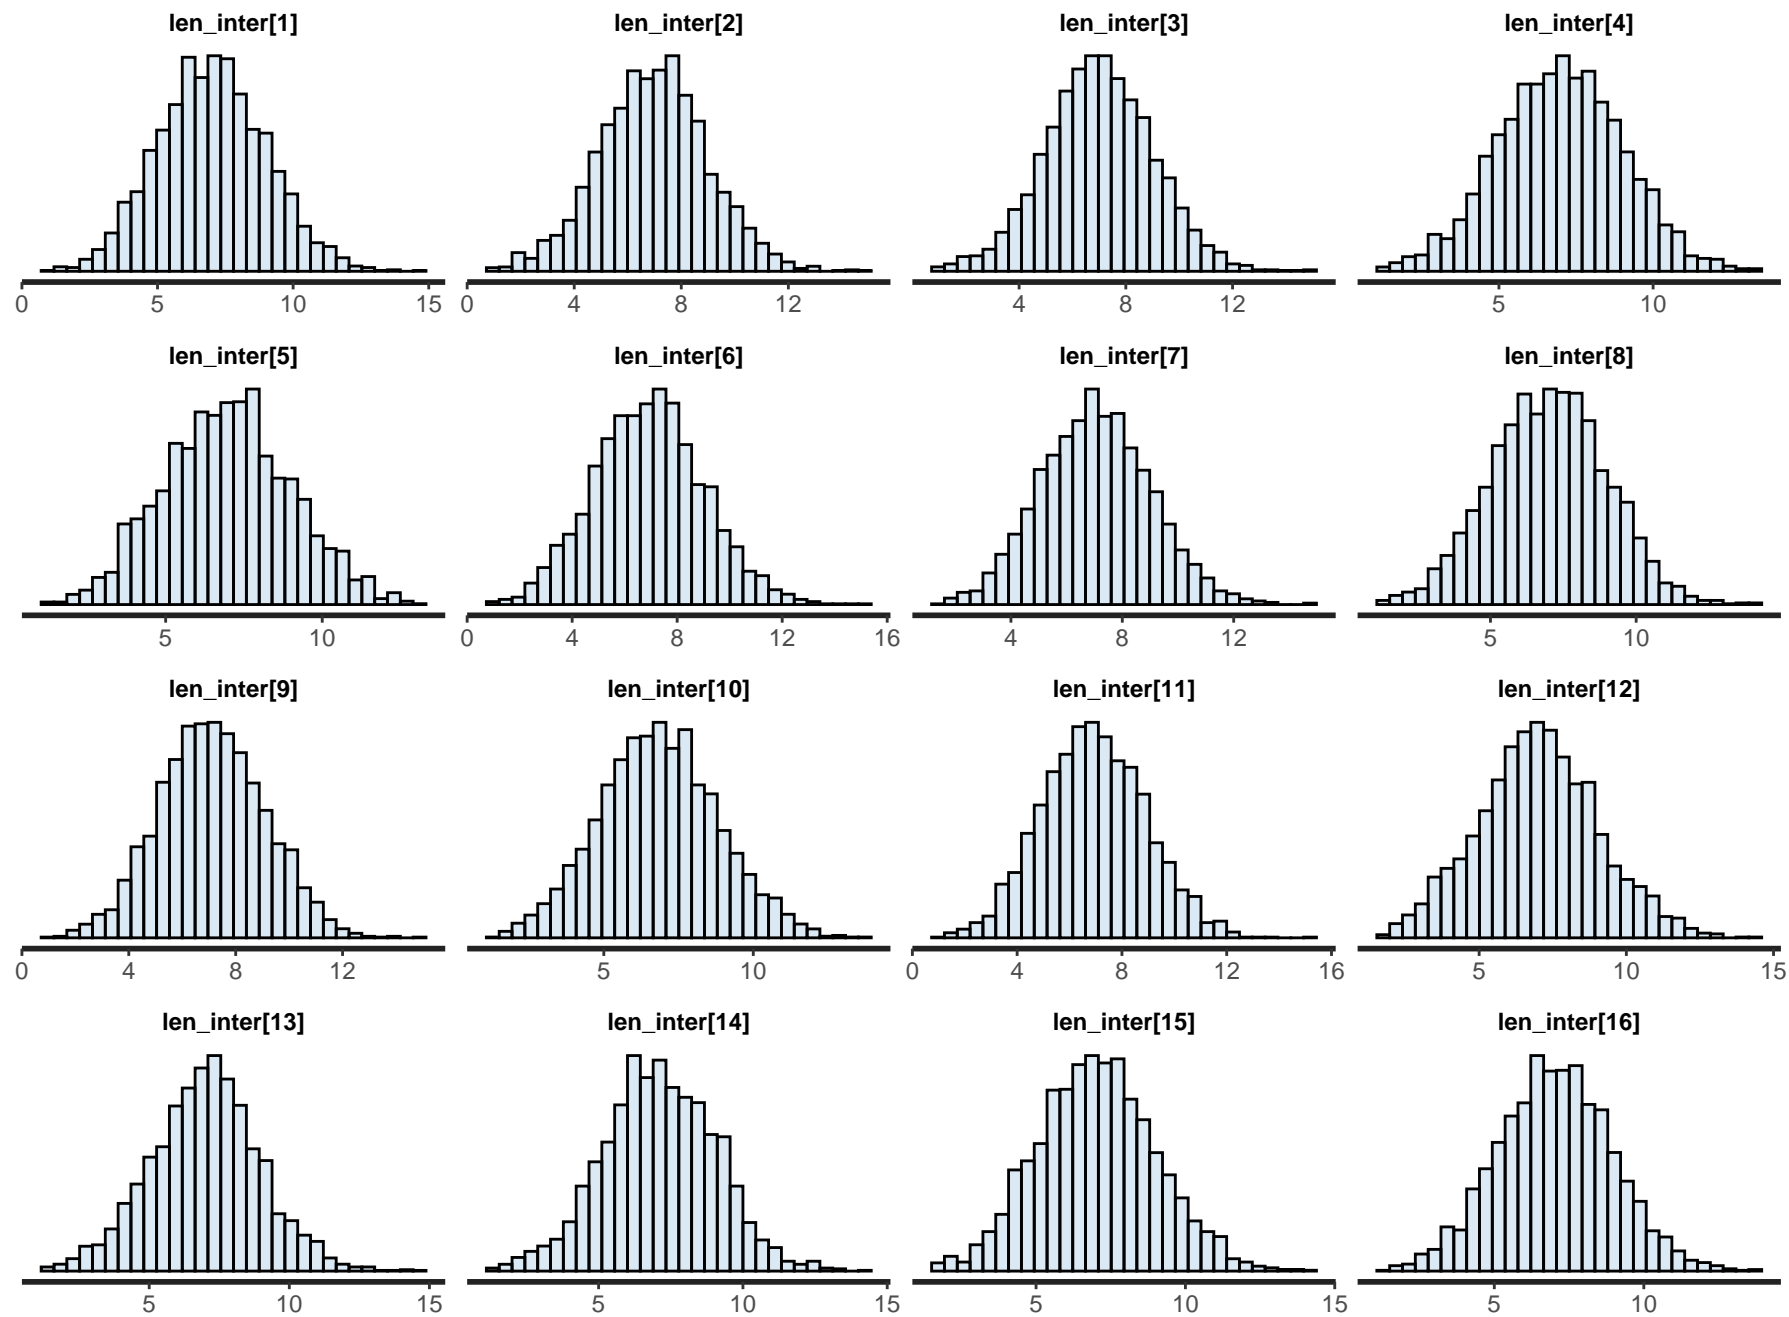 len_inter[1] len_inter[2] len_inter[3] len_inter[4]
0 5 10 15 0 4 8 12 4 8 12 5 10
len_inter[5] len_inter[6] len_inter[7] len_inter[8]
5 10 0 4 8 12 16 4 8 12 5 10
len_inter[9] len_inter[10] len_inter[11] len_inter[12]
0 4 8 12 5 10 0 4 8 12 16 5 10 15
len_inter[13] len_inter[14] len_inter[15] len_inter[16]
5 10 15 5 10 15 5 10 15 5 10